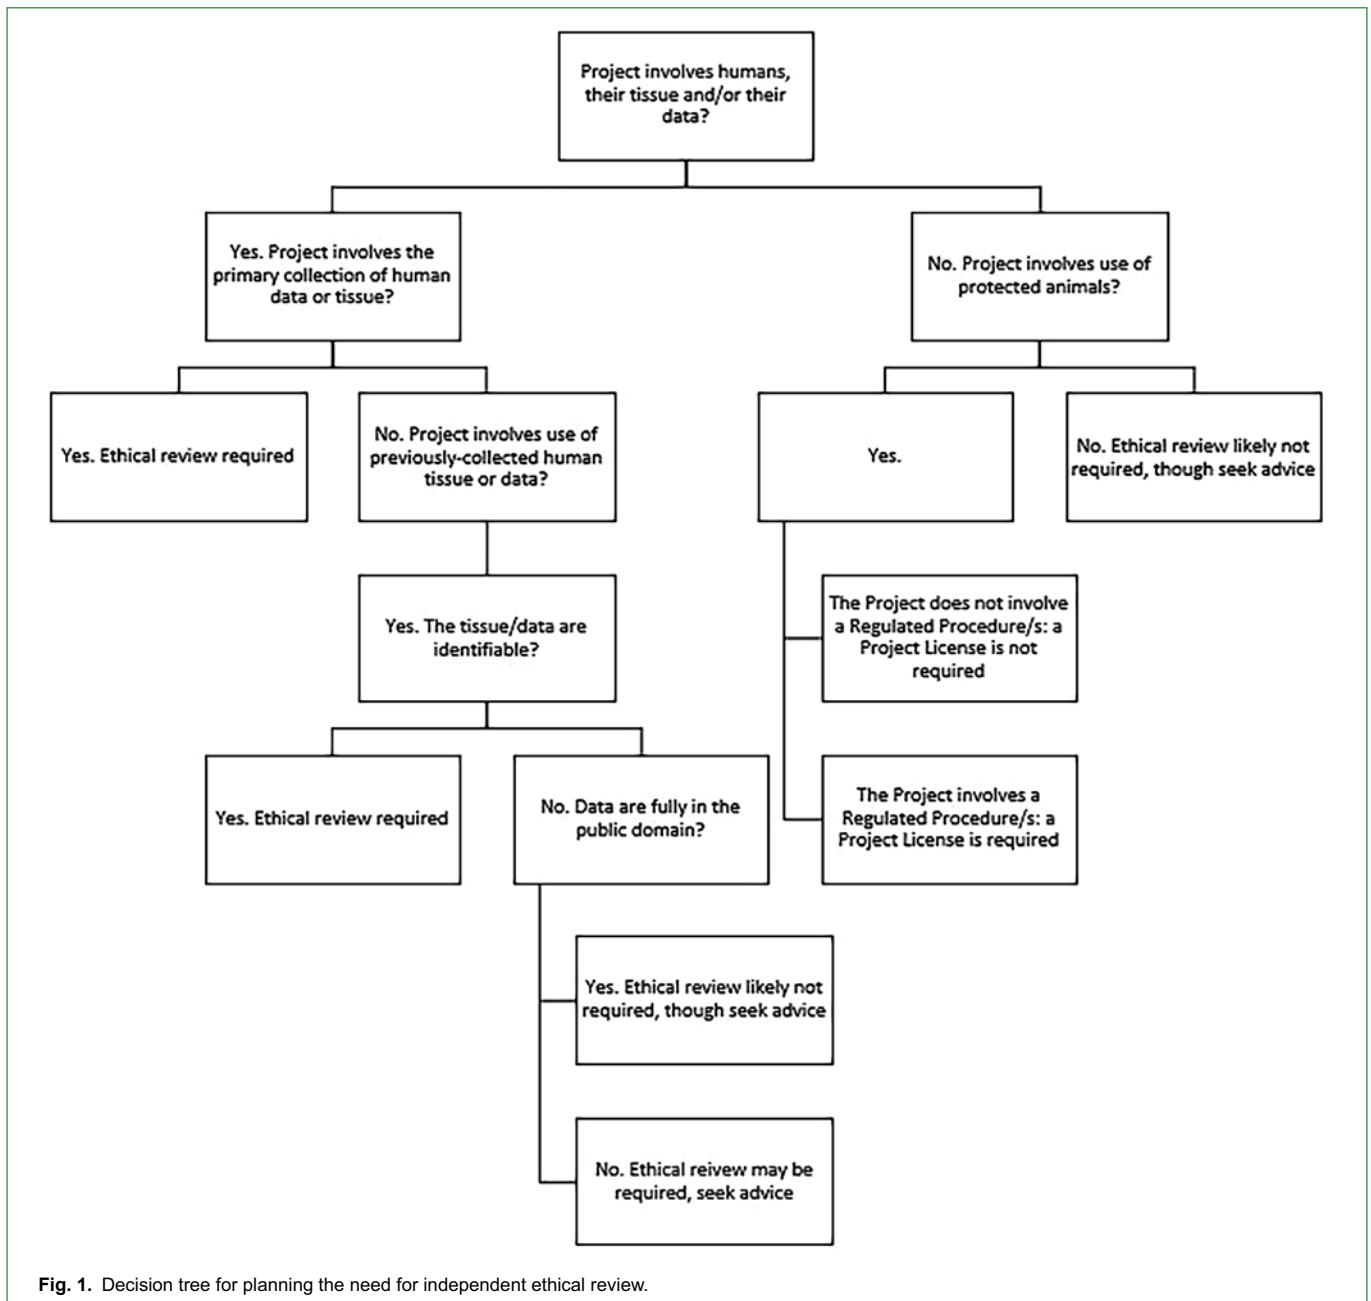 Project involves humans,
their tissue and/or their
data?
Yes. Project involves the
primary collection of human
data or tissue?
No. Project involves use of
protected animals?
Yes. Ethical review required
No. Project involves use of
previously-collected human
tissue or data?
Yes.
No. Ethical review likely not
required, though seek advice
Yes. The tissue/data are
identifiable?
The Project does not involve
a Regulated Procedure/s: a
Project License is not
required
Yes. Ethical review required
No. Data are fully in the
public domain?
The Project involves a
Regulated Procedure/s: a
Project License is required
Yes. Ethical review likely not
required, though seek advice
No. Ethical reivew may be
required, seek advice
Fig. 1. Decision tree for planning the need for independent ethical review.